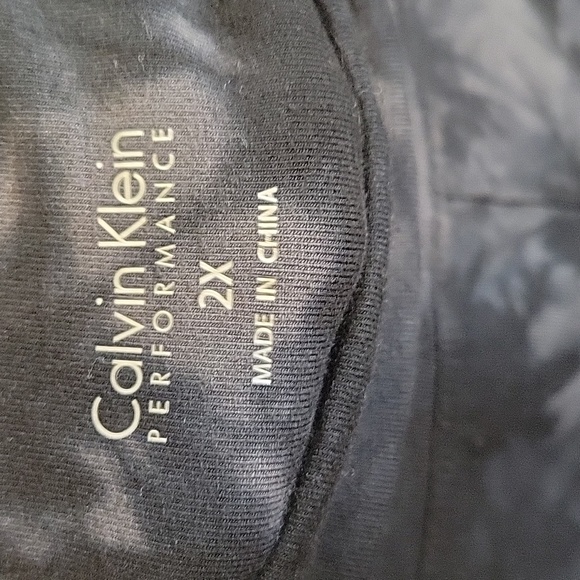 Calvin Klein
PERFORMANCE
2X
MADE IN CHINA